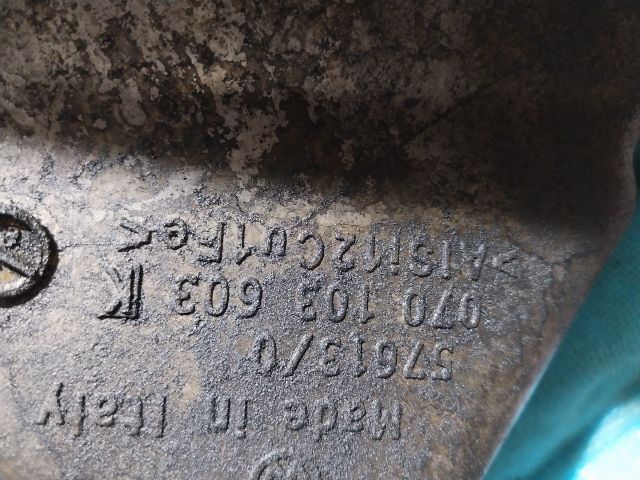 Made in Italy
57613/0
070 103 603 K
>AlSi12Cu1Fe<